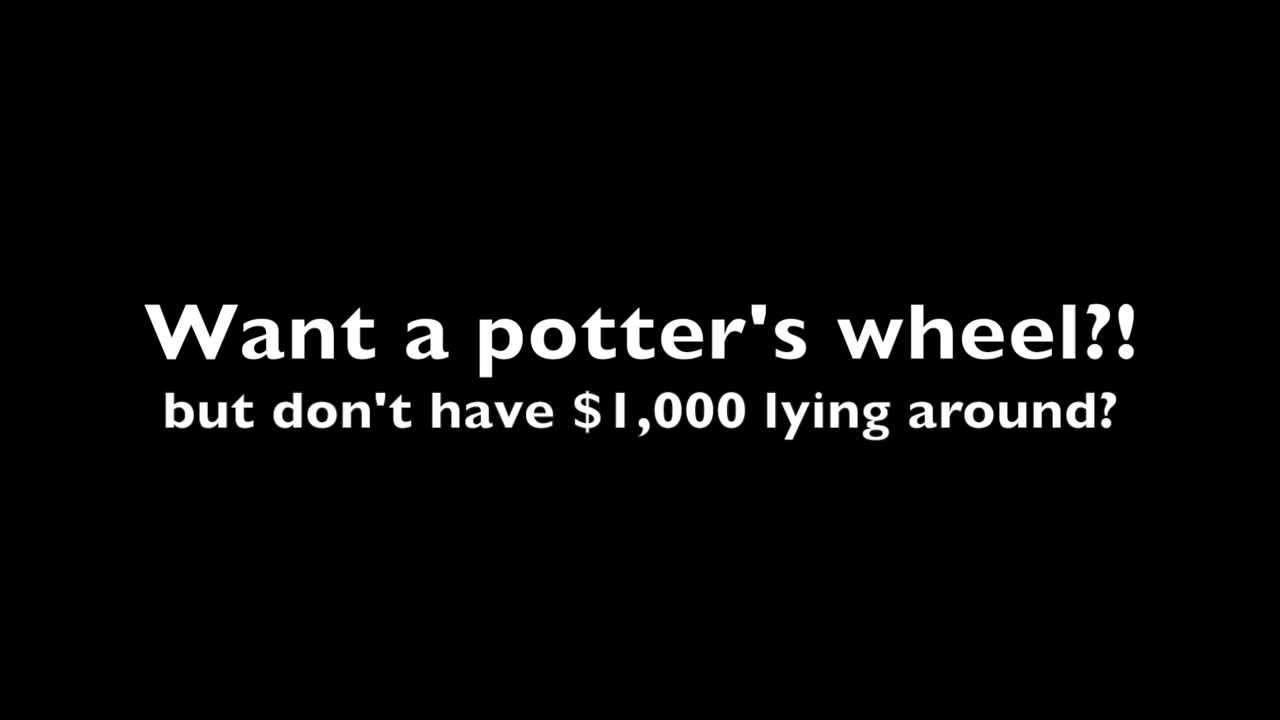 Want a potter's wheel?!
but don't have $1,000 lying around?